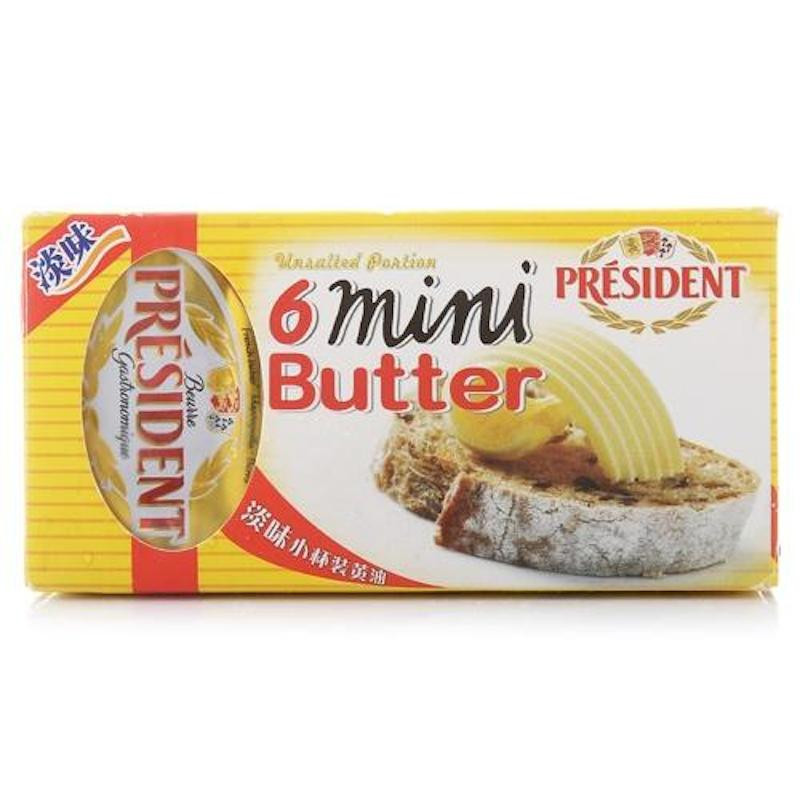 淡味
PRÉSIDENT
Beurre
Gastronomique
Unsalted Portion
6 mini
Butter
PRÉSIDENT
淡味小杯装黄油